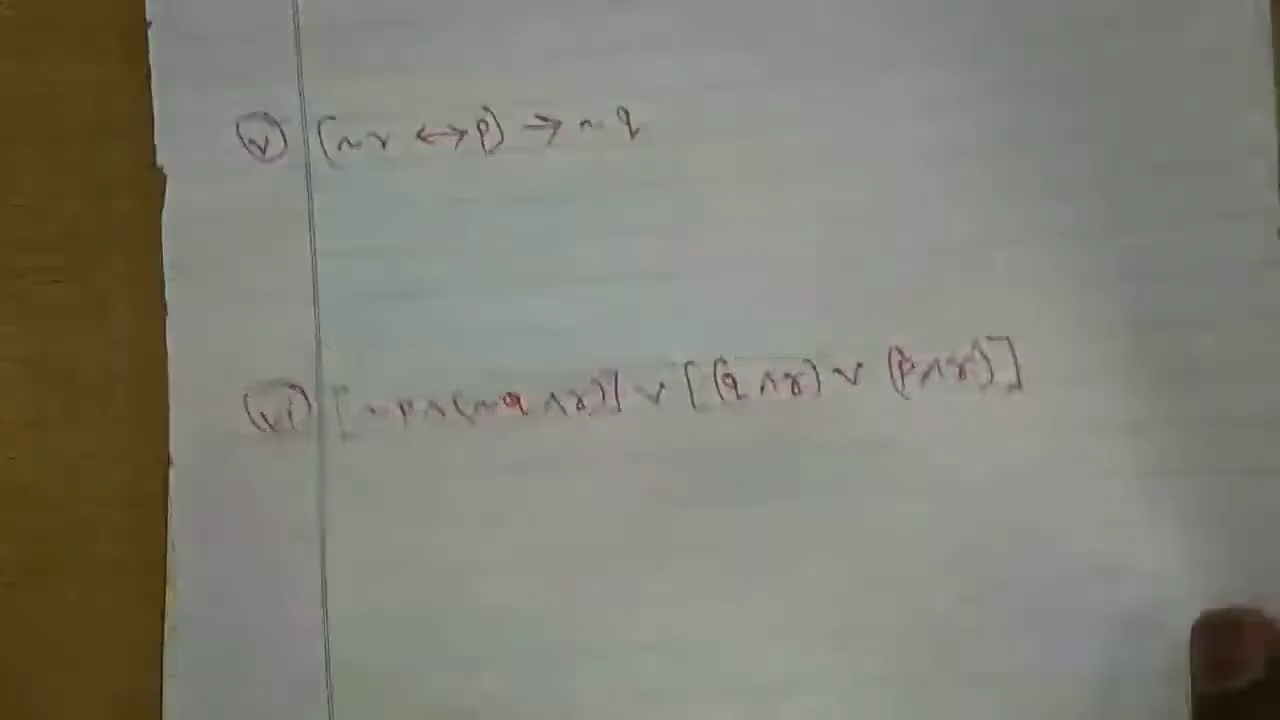 (v) (~r ↔ p) → ~q
(vi) [~p ∧ (~q ∧ r)] ∨ [(q ∧ r) ∨ (p ∧ r)]